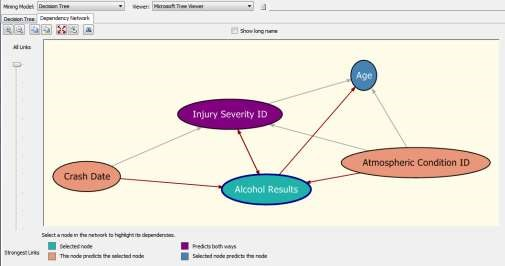 Mining Model: Decision Tree Viewer: Microsoft Tree Viewer
Decision Tree Dependency Network
Show long name
All Links
Age
Injury Severity ID
Atmospheric Condition ID
Crash Date
Alcohol Results
Select a node in the network to highlight its dependencies.
Selected node Predicts both ways
Strongest Links This node predicts the selected node Selected node predicts this node